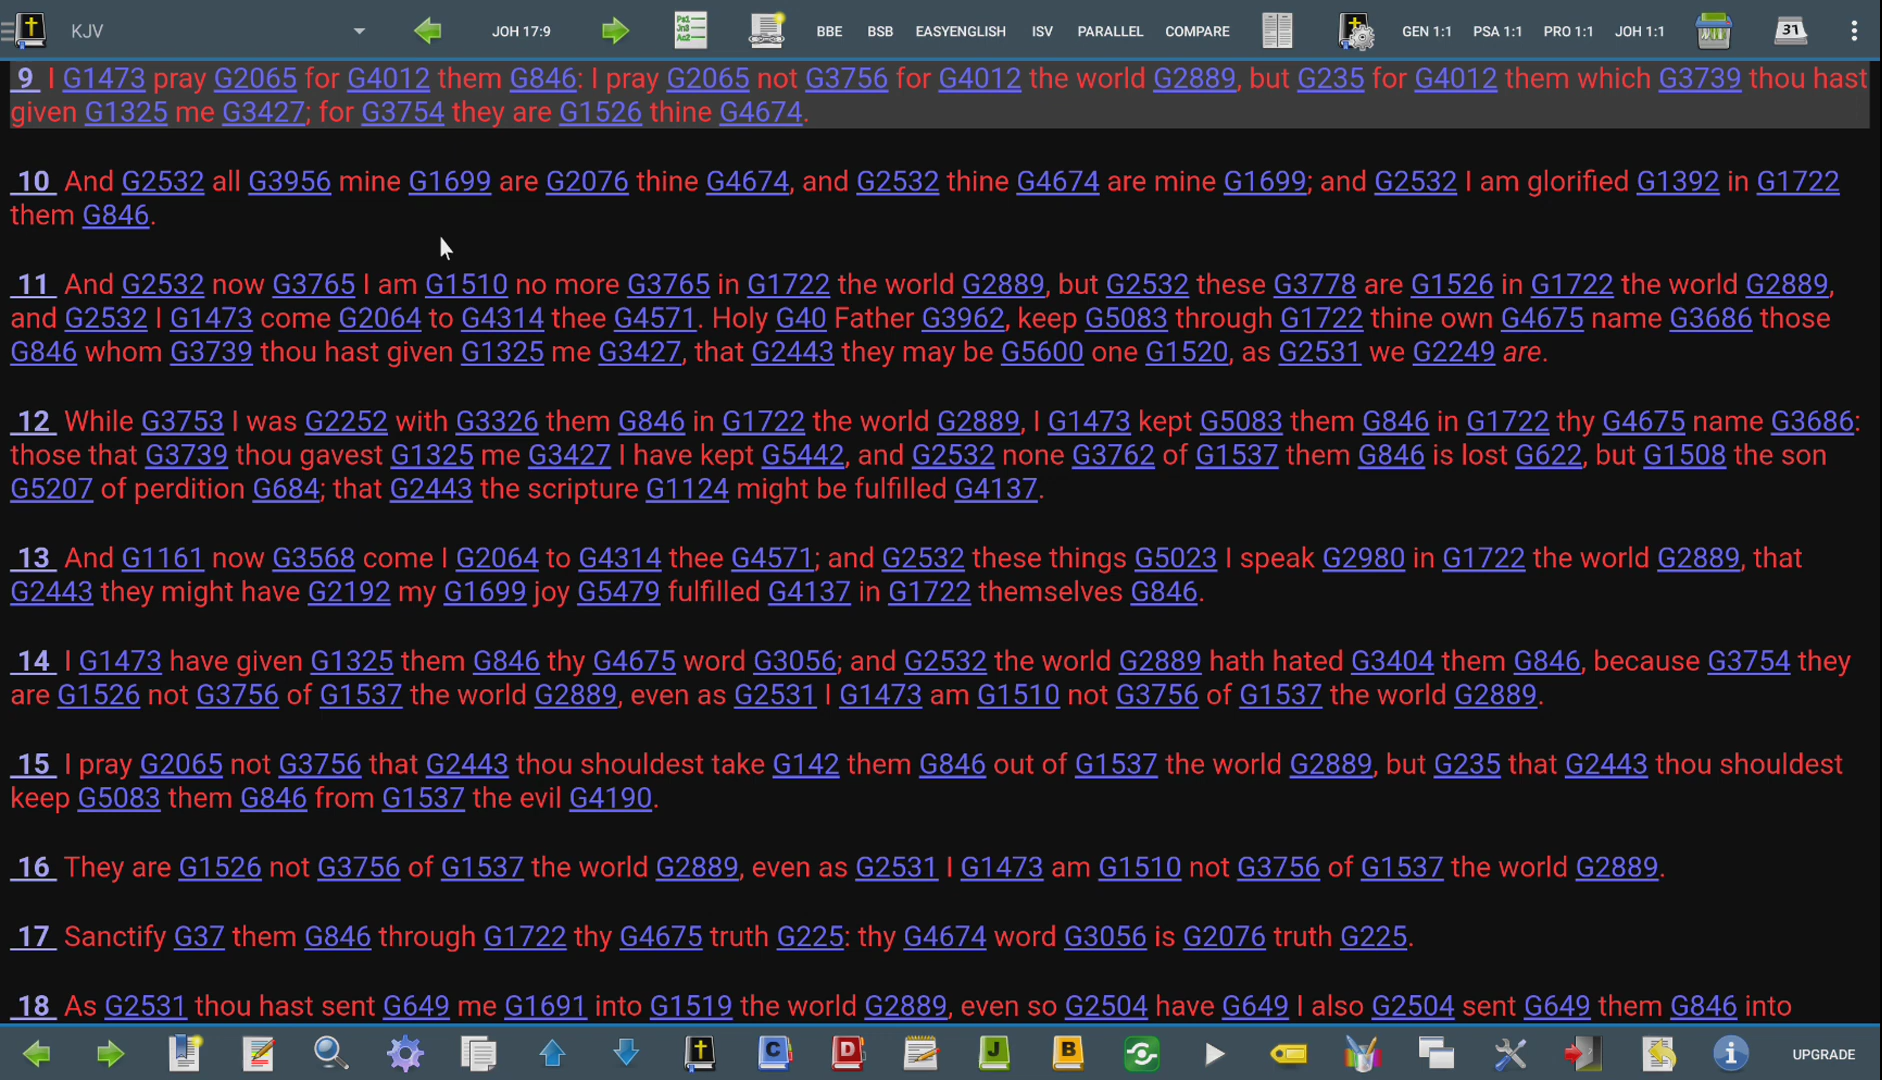 KJV JOH 17:9 BBE BSB EASYENGLISH ISV PARALLEL COMPARE GEN 1:1 PSA 1:1 PRO 1:1 JOH 1:1 31
9 I G1473 pray G2065 for G4012 them G846: I pray G2065 not G3756 for G4012 the world G2889, but G235 for G4012 them which G3739 thou hast
given G1325 me G3427; for G3754 they are G1526 thine G4674.
10 And G2532 all G3956 mine G1699 are G2076 thine G4674, and G2532 thine G4674 are mine G1699; and G2532 I am glorified G1392 in G1722
them G846.
11 And G2532 now G3765 I am G1510 no more G3765 in G1722 the world G2889, but G2532 these G3778 are G1526 in G1722 the world G2889,
and G2532 I G1473 come G2064 to G4314 thee G4571. Holy G40 Father G3962, keep G5083 through G1722 thine own G4675 name G3686 those
G846 whom G3739 thou hast given G1325 me G3427, that G2443 they may be G5600 one G1520, as G2531 we G2249 are.
12 While G3753 I was G2252 with G3326 them G846 in G1722 the world G2889, I G1473 kept G5083 them G846 in G1722 thy G4675 name G3686:
those that G3739 thou gavest G1325 me G3427 I have kept G5442, and G2532 none G3762 of G1537 them G846 is lost G622, but G1508 the son
G5207 of perdition G684; that G2443 the scripture G1124 might be fulfilled G4137.
13 And G1161 now G3568 come I G2064 to G4314 thee G4571; and G2532 these things G5023 I speak G2980 in G1722 the world G2889, that
G2443 they might have G2192 my G1699 joy G5479 fulfilled G4137 in G1722 themselves G846.
14 I G1473 have given G1325 them G846 thy G4675 word G3056; and G2532 the world G2889 hath hated G3404 them G846, because G3754 they
are G1526 not G3756 of G1537 the world G2889, even as G2531 I G1473 am G1510 not G3756 of G1537 the world G2889.
15 I pray G2065 not G3756 that G2443 thou shouldest take G142 them G846 out of G1537 the world G2889, but G235 that G2443 thou shouldest
keep G5083 them G846 from G1537 the evil G4190.
16 They are G1526 not G3756 of G1537 the world G2889, even as G2531 I G1473 am G1510 not G3756 of G1537 the world G2889.
17 Sanctify G37 them G846 through G1722 thy G4675 truth G225: thy G4674 word G3056 is G2076 truth G225.
18 As G2531 thou hast sent G649 me G1691 into G1519 the world G2889, even so G2504 have G649 I also G2504 sent G649 them G846 into
C D J B UPGRADE